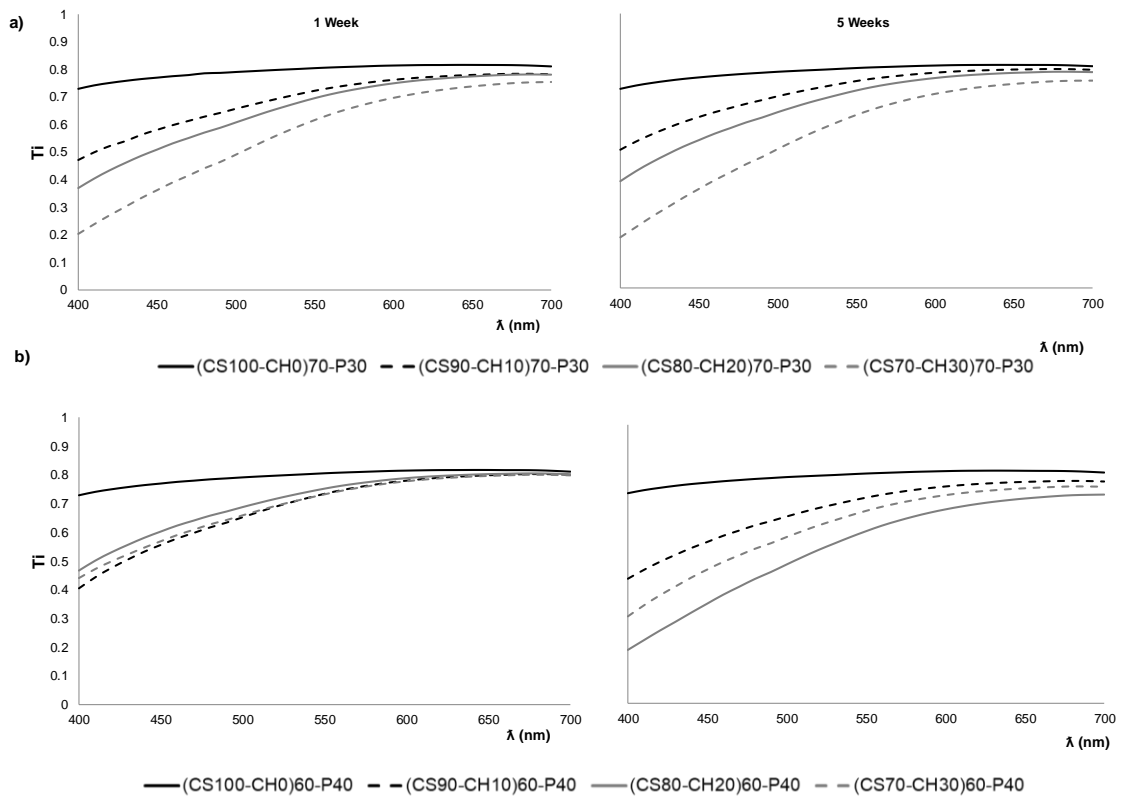 a)
1 Week
5 Weeks
1
0.9
0.8
0.7
0.6
0.5
0.4
0.3
0.2
0.1
0
Ti
400 450 500 550 600 650 700
400 450 500 550 600 650 700
ƛ (nm)
ƛ (nm)
b)
(CS100-CH0)70-P30 (CS90-CH10)70-P30 (CS80-CH20)70-P30 (CS70-CH30)70-P30
1
0.9
0.8
0.7
0.6
0.5
0.4
0.3
0.2
0.1
0
Ti
400 450 500 550 600 650 700
400 450 500 550 600 650 700
ƛ (nm)
ƛ (nm)
(CS100-CH0)60-P40 (CS90-CH10)60-P40 (CS80-CH20)60-P40 (CS70-CH30)60-P40